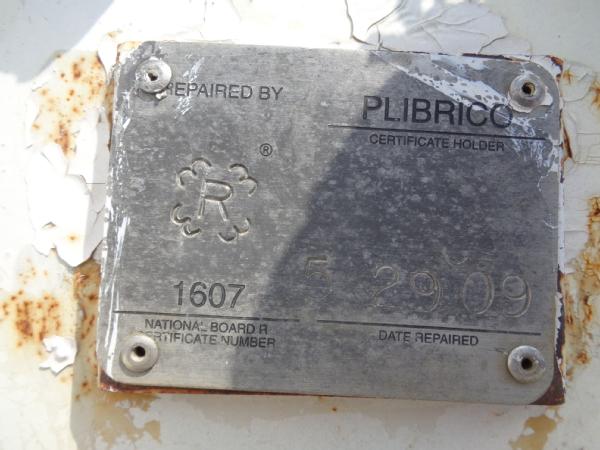 REPAIRED BY
PLIBRICO
CERTIFICATE HOLDER
®
R
1607
5 29 09
NATIONAL BOARD R
CERTIFICATE NUMBER
DATE REPAIRED